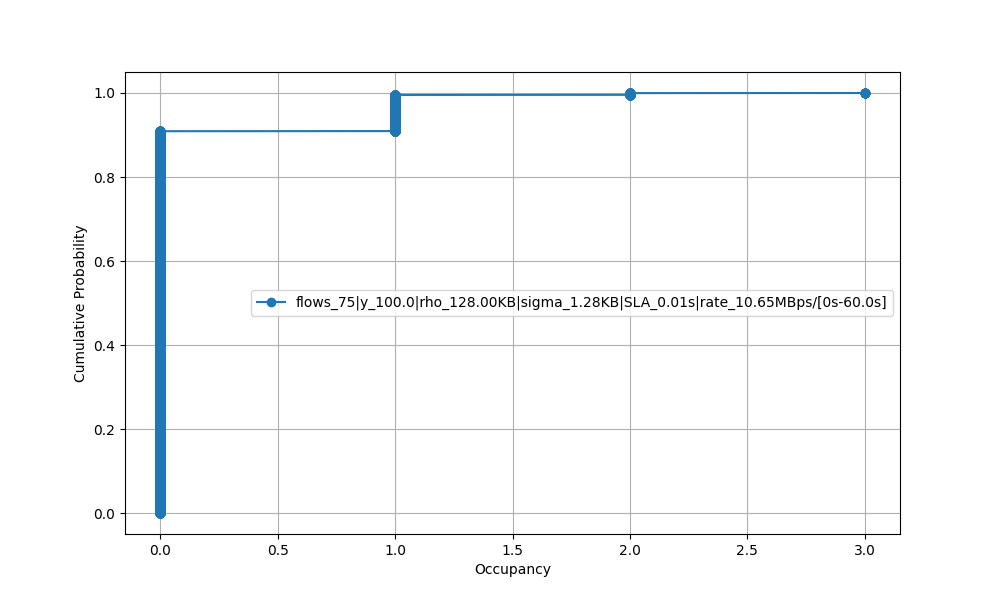 1.0
0.8
0.6
0.4
0.2
0.0
Cumulative Probability
flows_75|y_100.0|rho_128.00KB|sigma_1.28KB|SLA_0.01s|rate_10.65MBps/[0s-60.0s]
0.0 0.5 1.0 1.5 2.0 2.5 3.0
Occupancy